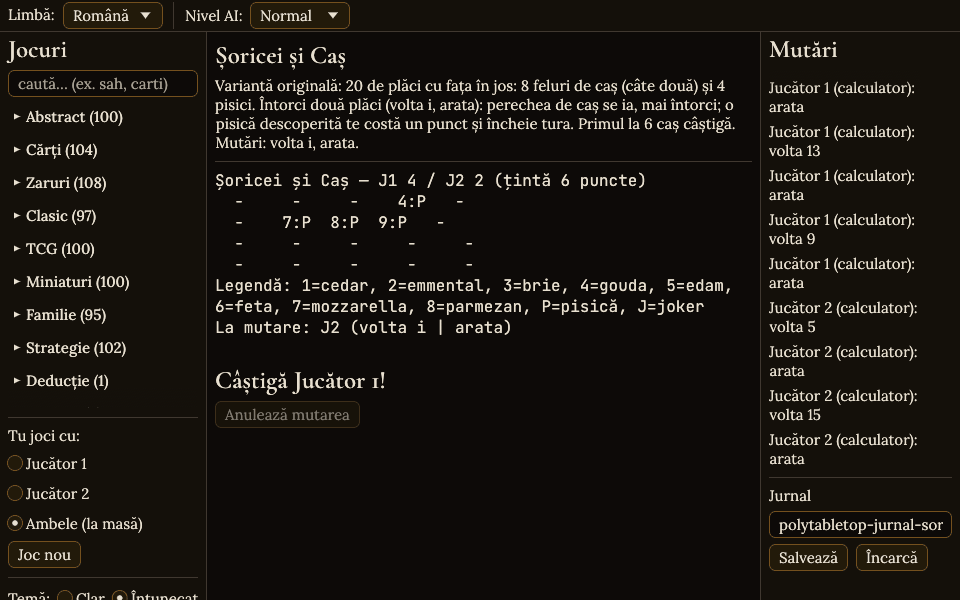 Limbă: Română ▼ Nivel AI: Normal ▼
Jocuri
caută... (ex. sah, carti)
▸ Abstract (100)
▸ Cărți (104)
▸ Zaruri (108)
▸ Clasic (97)
▸ TCG (100)
▸ Miniaturi (100)
▸ Familie (95)
▸ Strategie (102)
▸ Deducție (1)
Tu joci cu:
Jucător 1
Jucător 2
Ambele (la masă)
Joc nou
Temă: Clar Întunecat
Șoricei și Caș
Variantă originală: 20 de plăci cu fața în jos: 8 feluri de caș (câte două) și 4
pisici. Întorci două plăci (volta i, arata): perechea de caș se ia, mai întorci; o
pisică descoperită te costă un punct și încheie tura. Primul la 6 caș câștigă.
Mutări: volta i, arata.
Șoricei și Caș — J1 4 / J2 2 (țintă 6 puncte)
- - - 4:P -
- 7:P 8:P 9:P -
- - - - -
- - - - -
Legendă: 1=cedar, 2=emmental, 3=brie, 4=gouda, 5=edam,
6=feta, 7=mozzarella, 8=parmezan, P=pisică, J=joker
La mutare: J2 (volta i | arata)
Câștigă Jucător 1!
Anulează mutarea
Mutări
Jucător 1 (calculator):
arata
Jucător 1 (calculator):
volta 13
Jucător 1 (calculator):
arata
Jucător 1 (calculator):
volta 9
Jucător 1 (calculator):
arata
Jucător 2 (calculator):
volta 5
Jucător 2 (calculator):
arata
Jucător 2 (calculator):
volta 15
Jucător 2 (calculator):
arata
Jurnal
polytabletop-jurnal-sor
Salvează Încarcă